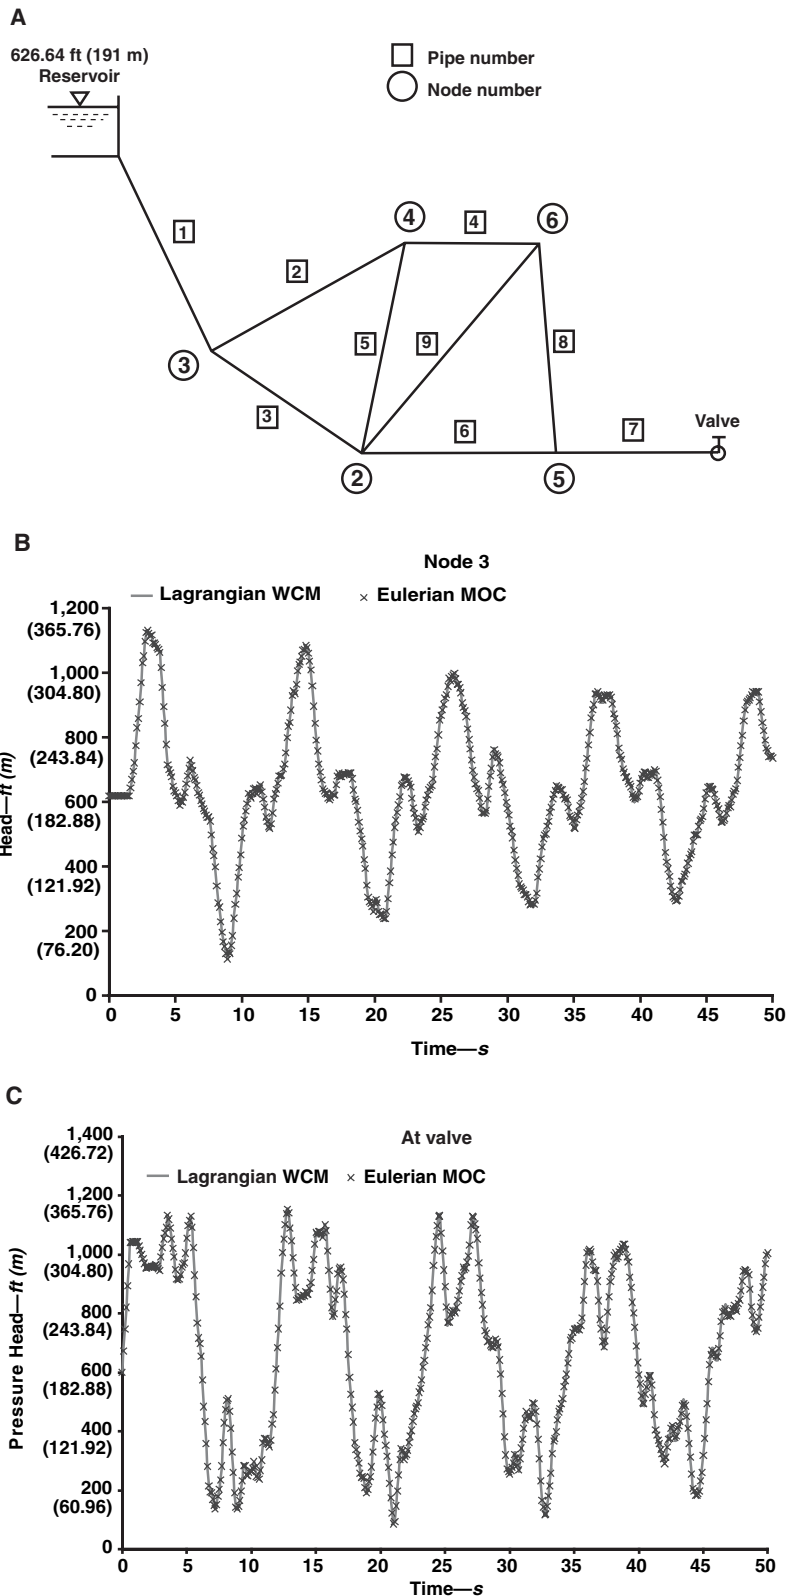 A
626.64 ft (191 m)
Reservoir
Pipe number
Node number
1
2
3
4
5
6
7
8
9
3
4
6
2
5
Valve
B
Node 3
Lagrangian WCM
Eulerian MOC
Head—ft (m)
1,200
(365.76)
1,000
(304.80)
800
(243.84)
600
(182.88)
400
(121.92)
200
(76.20)
0
0 5 10 15 20 25 30 35 40 45 50
Time—s
C
At valve
Lagrangian WCM
Eulerian MOC
Pressure Head—ft (m)
1,400
(426.72)
1,200
(365.76)
1,000
(304.80)
800
(243.84)
600
(182.88)
400
(121.92)
200
(60.96)
0
0 5 10 15 20 25 30 35 40 45 50
Time—s